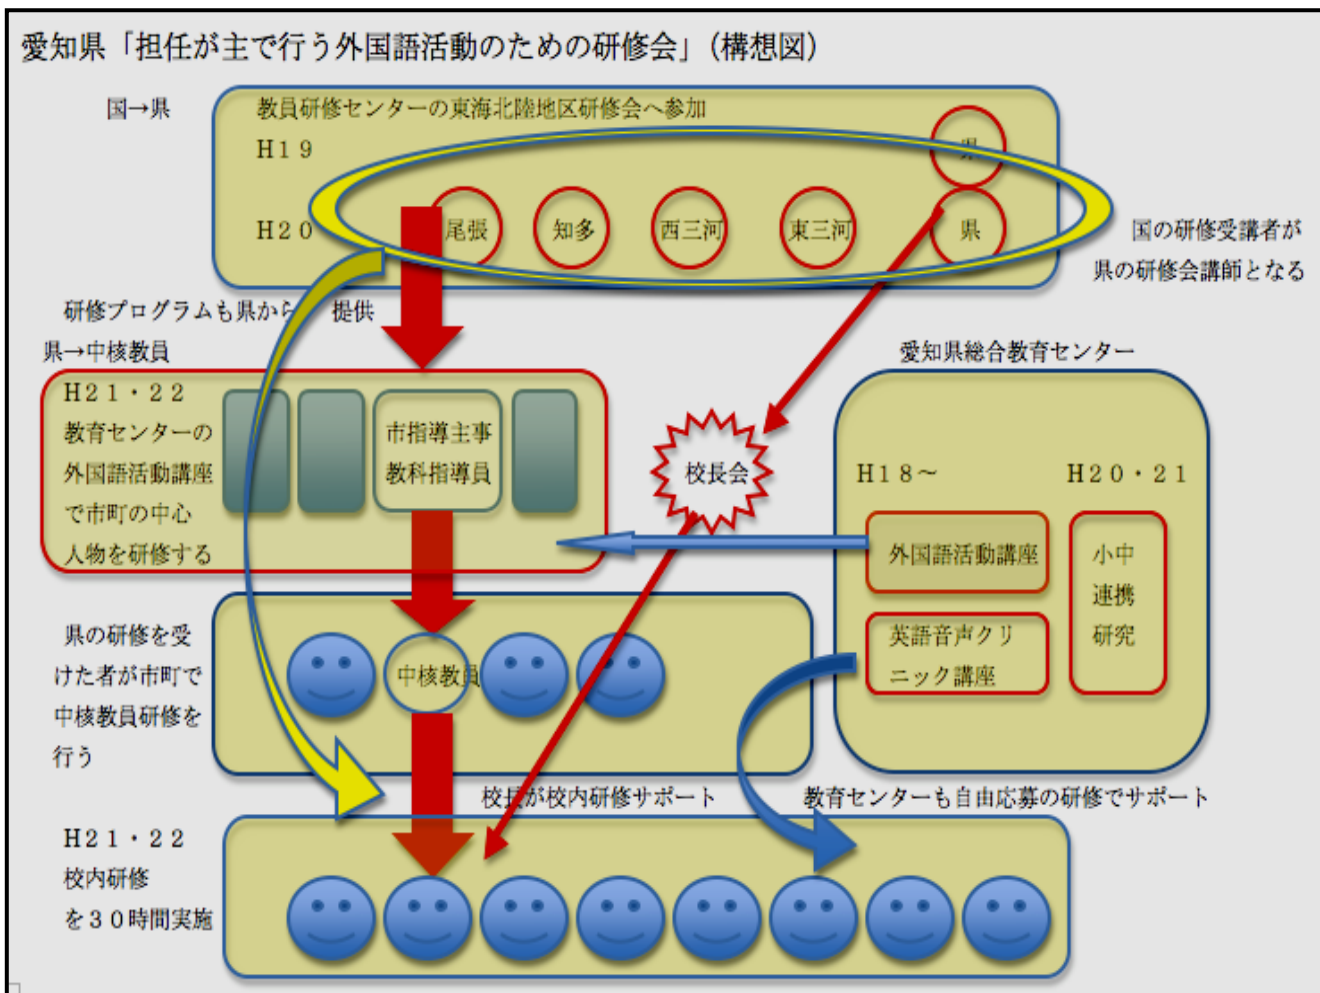 愛知県「担任が主で行う外国語活動のための研修会」（構想図）
国→県
教員研修センターの東海北陸地区研修会へ参加
Ｈ１９
県
Ｈ２０
尾張
知多
西三河
東三河
県
国の研修受講者が
県の研修会講師となる
研修プログラムも県から
提供
県→中核教員
Ｈ２１・２２
教育センターの
外国語活動講座
で市町の中心
人物を研修する
市指導主事
教科指導員
校長会
愛知県総合教育センター
Ｈ１８～
Ｈ２０・２１
外国語活動講座
英語音声クリ
ニック講座
小中
連携
研究
県の研修を受
けた者が市町で
中核教員研修を
行う
中核教員
校長が校内研修サポート
教育センターも自由応募の研修でサポート
Ｈ２１・２２
校内研修
を３０時間実施